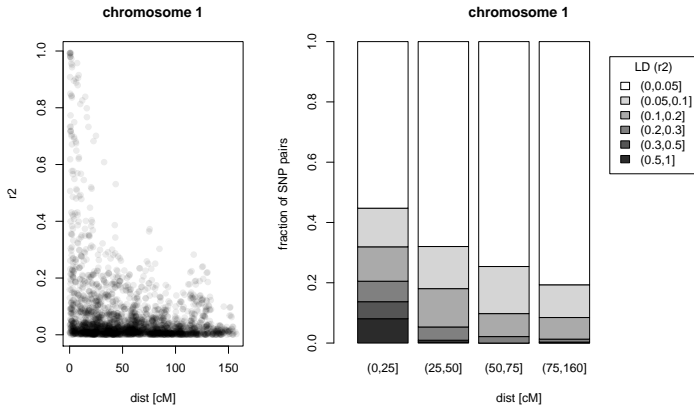 chromosome 1
r2
1.0
0.8
0.6
0.4
0.2
0.0
0 50 100 150
dist [cM]
chromosome 1
fraction of SNP pairs
1.0
0.8
0.6
0.4
0.2
0.0
(0,25] (25,50] (50,75] (75,160]
dist [cM]
LD (r2)
(0,0.05]
(0.05,0.1]
(0.1,0.2]
(0.2,0.3]
(0.3,0.5]
(0.5,1]